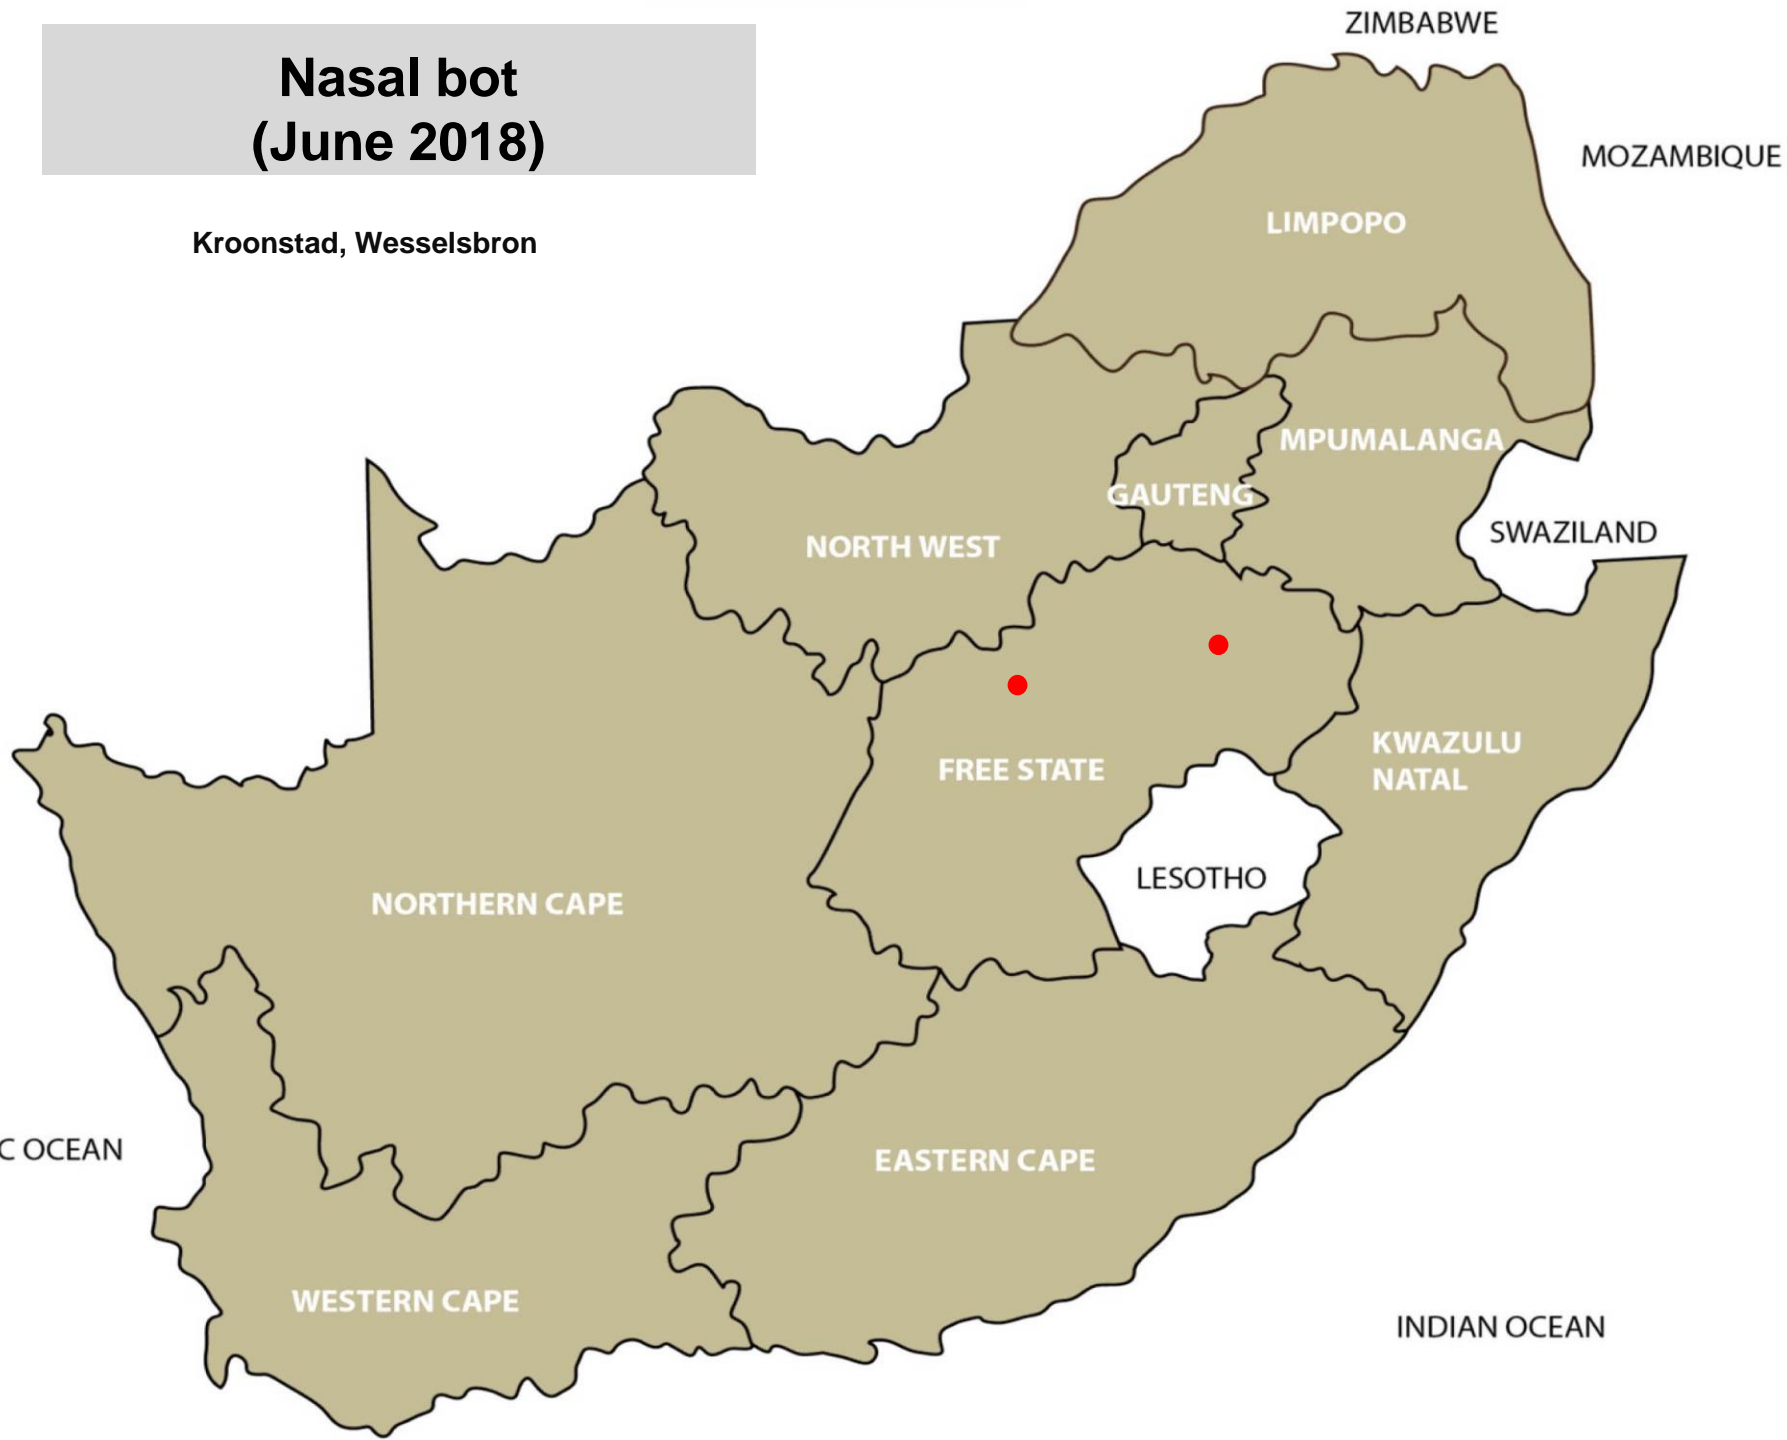 Nasal bot
(June 2018)
Kroonstad, Wesselsbron
ZIMBABWE
MOZAMBIQUE
LIMPOPO
MPUMALANGA
GAUTENG
SWAZILAND
NORTH WEST
KWAZULU
NATAL
FREE STATE
LESOTHO
NORTHERN CAPE
C OCEAN
EASTERN CAPE
WESTERN CAPE
INDIAN OCEAN